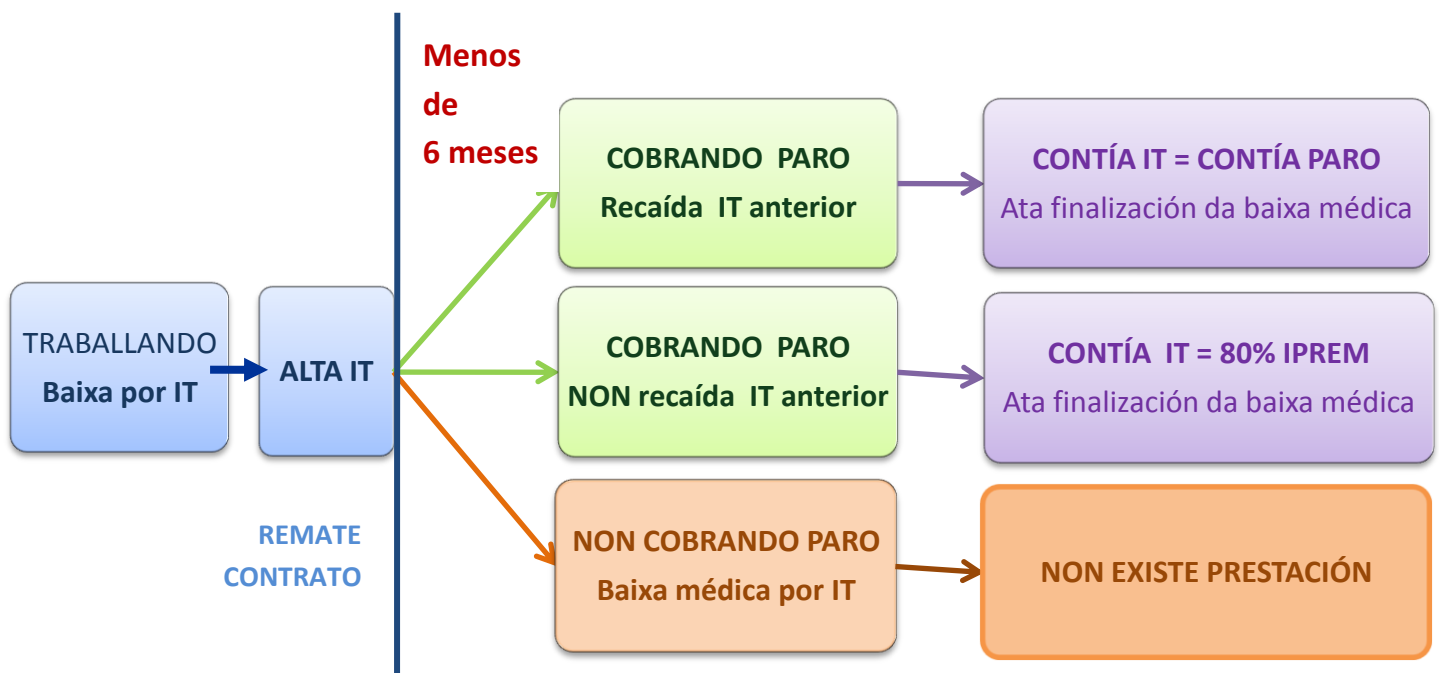 Menos
de
6 meses
TRABALLANDO
Baixa por IT
ALTA IT
REMATE
CONTRATO
COBRANDO PARO
Recaída IT anterior
CONTÍA IT = CONTÍA PARO
Ata finalización da baixa médica
COBRANDO PARO
NON recaída IT anterior
CONTÍA IT = 80% IPREM
Ata finalización da baixa médica
NON COBRANDO PARO
Baixa médica por IT
NON EXISTE PRESTACIÓN